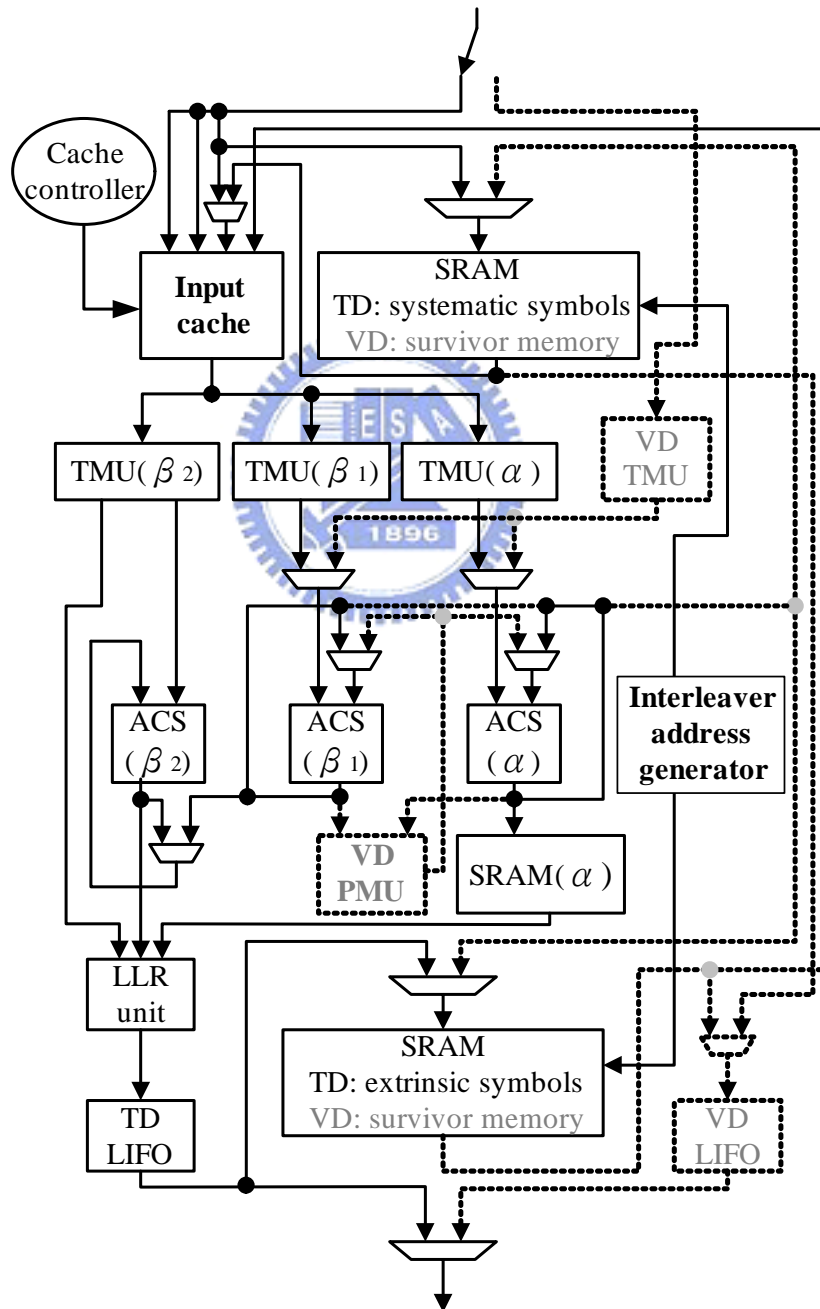 Cache
controller
Input
cache
SRAM
TD: systematic symbols
VD: survivor memory
ESA
TMU(β2)
TMU(β1)
TMU(α)
VD
TMU
1896
ACS
(β2)
ACS
(β1)
ACS
(α)
Interleaver
address
generator
VD
PMU
SRAM(α)
LLR
unit
SRAM
TD: extrinsic symbols
VD: survivor memory
TD
LIFO
VD
LIFO